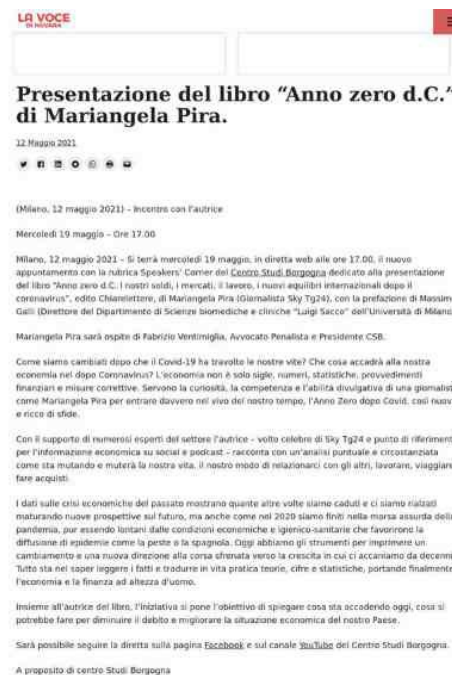 LA VOCE
DI NOVARA
Presentazione del libro “Anno zero d.C.”
di Mariangela Pira.
12 Maggio 2021
(Milano, 12 maggio 2021) – Incontro con l’autrice
Mercoledì 19 maggio – Ore 17.00
Milano, 12 maggio 2021 – Si terrà mercoledì 19 maggio, in diretta web alle ore 17.00, il nuovo
appuntamento con la rubrica Speakers’ Corner del Centro Studi Borgogna dedicato alla presentazione
del libro “Anno zero d.C. I nostri soldi, i mercati, il lavoro, i nuovi equilibri internazionali dopo il
coronavirus”, edito Chiarelettere, di Mariangela Pira (Giornalista Sky Tg24), con la prefazione di Massimo
Galli (Direttore del Dipartimento di Scienze biomediche e cliniche “Luigi Sacco” dell’Università di Milano
Mariangela Pira sarà ospite di Fabrizio Ventimiglia, Avvocato Penalista e Presidente CSB.
Come siamo cambiati dopo che il Covid-19 ha travolto le nostre vite? Che cosa accadrà alla nostra
economia nel dopo Coronavirus? L’economia non è solo sigle, numeri, statistiche, provvedimenti
finanziari e misure correttive. Servono la curiosità, la competenza e l’abilità divulgativa di una giornalista
come Mariangela Pira per entrare davvero nel vivo del nostro tempo, l’Anno Zero dopo Covid, così nuovo
e ricco di sfide.
Con il supporto di numerosi esperti del settore l’autrice – volto celebre di Sky Tg24 e punto di riferiment
per l’informazione economica su social e podcast – racconta con un’analisi puntuale e circostanziata
come sta mutando e muterà la nostra vita, il nostro modo di relazionarci con gli altri, lavorare, viaggiare
fare acquisti.
I dati sulle crisi economiche del passato mostrano quante altre volte siamo caduti e ci siamo rialzati
maturando nuove prospettive sul futuro, ma anche come nel 2020 siamo finiti nella morsa assurda della
pandemia, pur essendo lontani dalle condizioni economiche e igienico-sanitarie che favorirono la
diffusione di epidemie come la peste o la spagnola. Oggi abbiamo gli strumenti per imprimere un
cambiamento e una nuova direzione alla corsa sfrenata verso la crescita in cui ci accaniamo da decenni
Tutto sta nel saper leggere i fatti e tradurre in vita pratica teorie, cifre e statistiche, portando finalmente
l’economia e la finanza ad altezza d’uomo.
Insieme all’autrice del libro, l’iniziativa si pone l’obiettivo di spiegare cosa sta accadendo oggi, cosa si
potrebbe fare per diminuire il debito e migliorare la situazione economica del nostro Paese.
Sarà possibile seguire la diretta sulla pagina Facebook e sul canale YouTube del Centro Studi Borgogna.
A proposito di centro Studi Borgogna